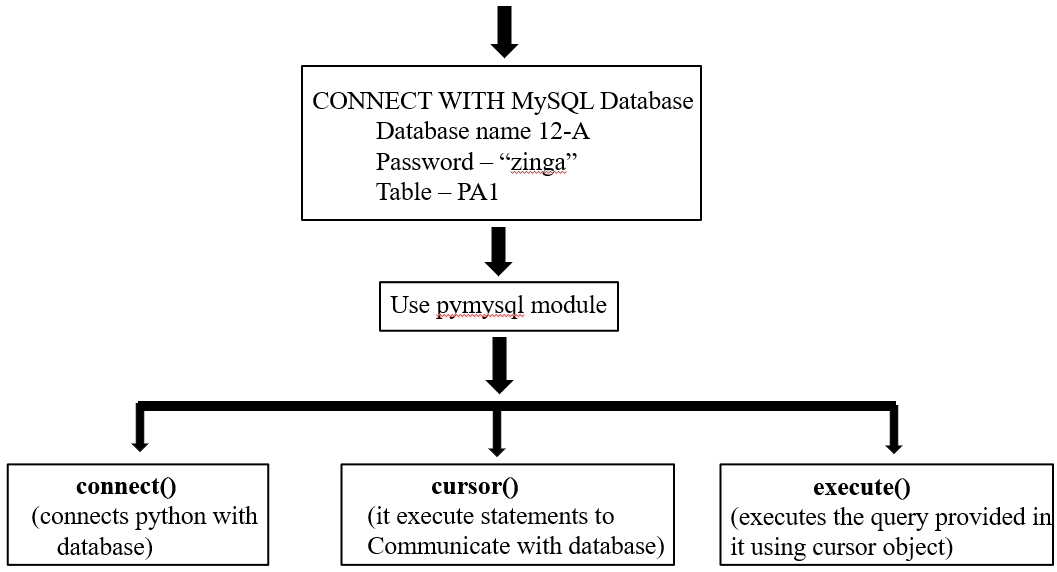 CONNECT WITH MySQL Database
Database name 12-A
Password – “zinga”
Table – PA1
Use pymysql module
connect()
(connects python with
database)
cursor()
(it execute statements to
Communicate with database)
execute()
(executes the query provided in
it using cursor object)